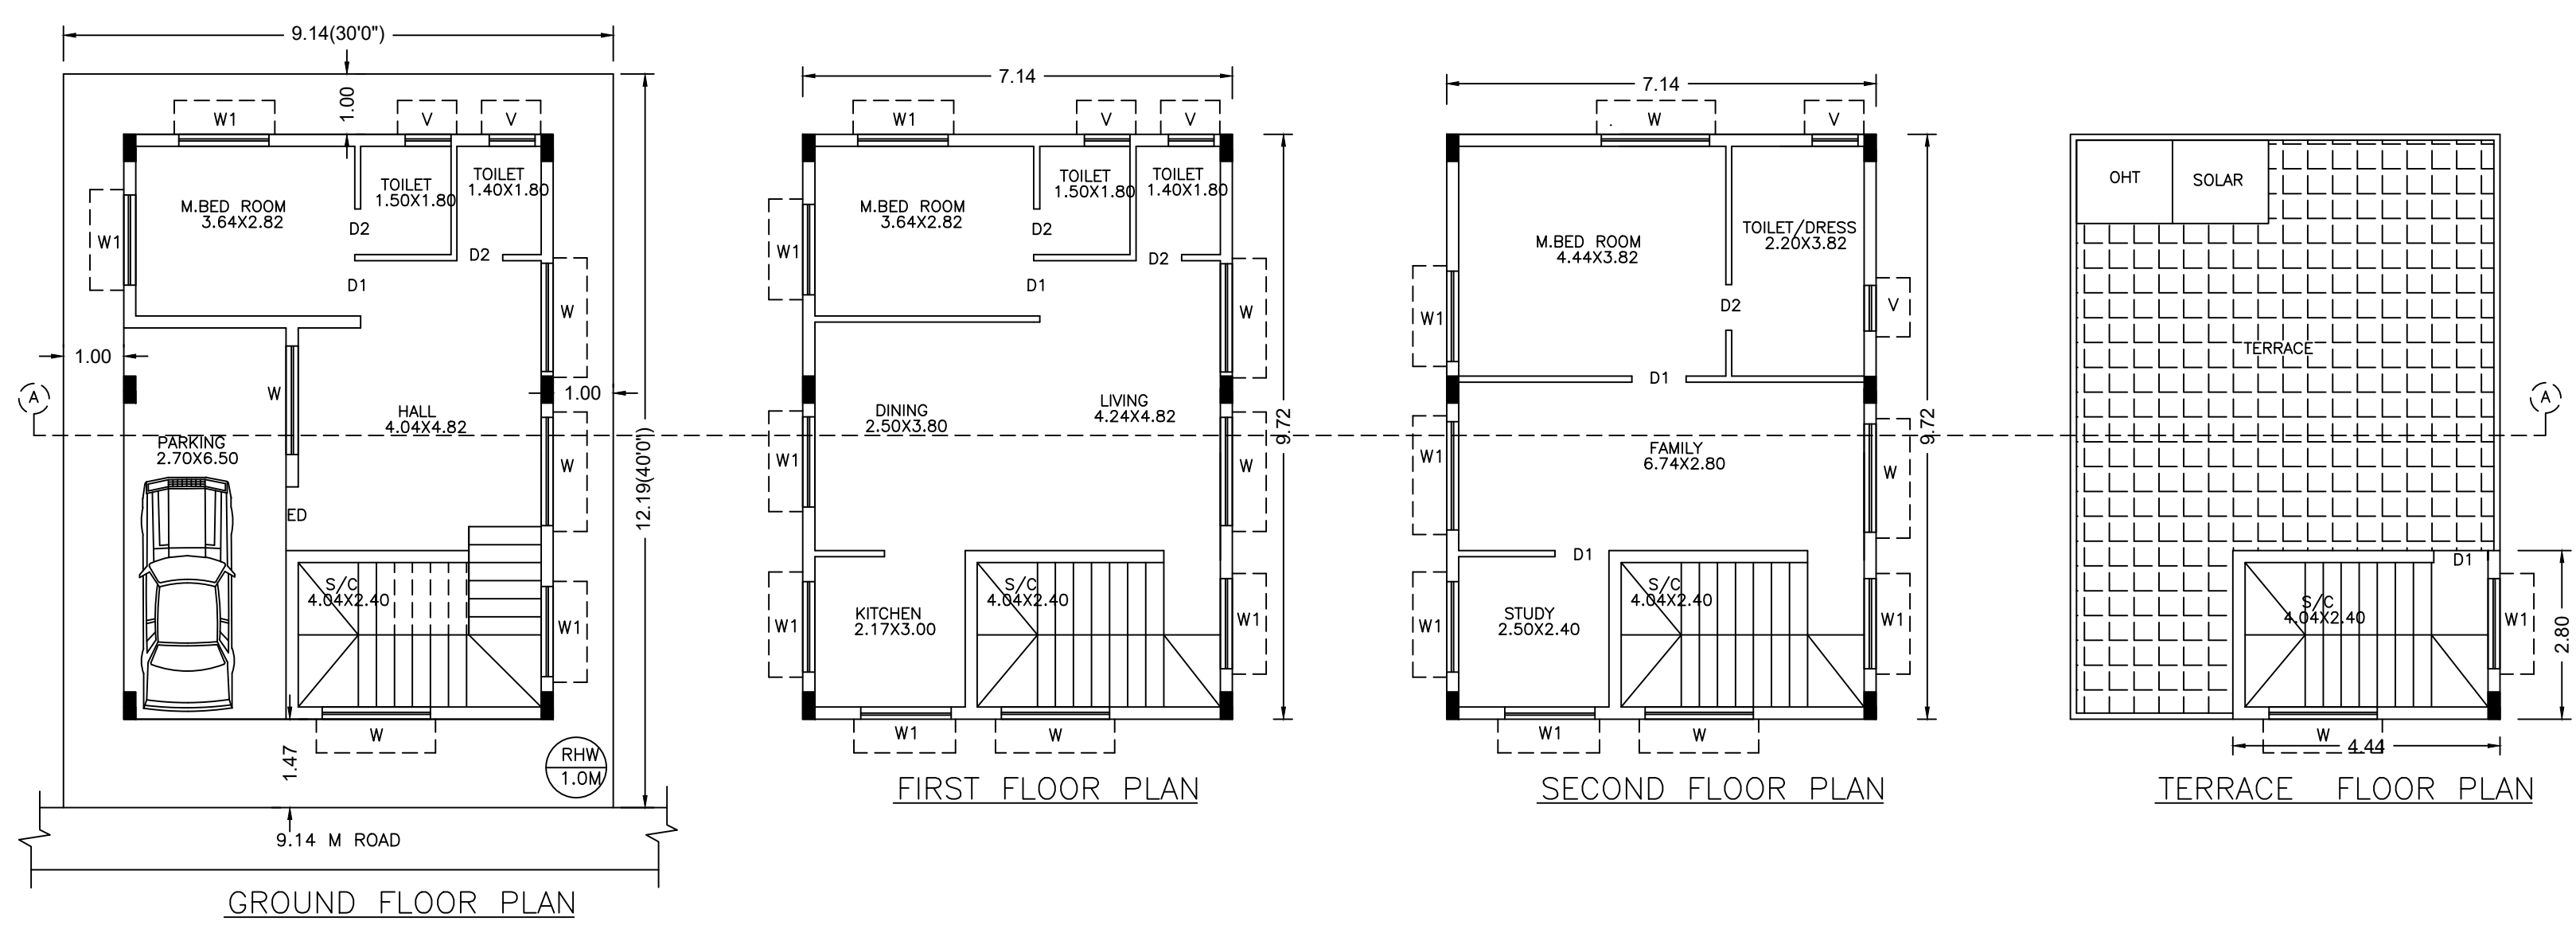 9.14(30'0")
1.00
W1
V
V
TOILET
1.50X1.80
TOILET
1.40X1.80
M.BED ROOM
3.64X2.82
W1
D2
D2
D1
W
1.00
W
1.00
A
HALL
4.04X4.82
PARKING
2.70X6.50
W
12.19(40'0")
ED
S/C
4.04X2.40
W1
W
1.47
RHW
1.0M
9.14 M ROAD
GROUND FLOOR PLAN
7.14
W1
V
V
TOILET
1.50X1.80
TOILET
1.40X1.80
M.BED ROOM
3.64X2.82
W1
D2
D2
D1
W
DINING
2.50X3.80
LIVING
4.24X4.82
9.72
W1
W
KITCHEN
2.17X3.00
S/C
4.04X2.40
W1
W1
W1
W
FIRST FLOOR PLAN
7.14
W
V
M.BED ROOM
4.44X3.82
TOILET/DRESS
2.20X3.82
W1
D2
V
D1
9.72
W1
FAMILY
6.74X2.80
W
D1
S/C
4.04X2.40
STUDY
2.50X2.40
W1
W1
W1
W
SECOND FLOOR PLAN
OHT
SOLAR
TERRACE
A
D1
S/C
4.04X2.40
W1
2.80
W
4.44
TERRACE FLOOR PLAN